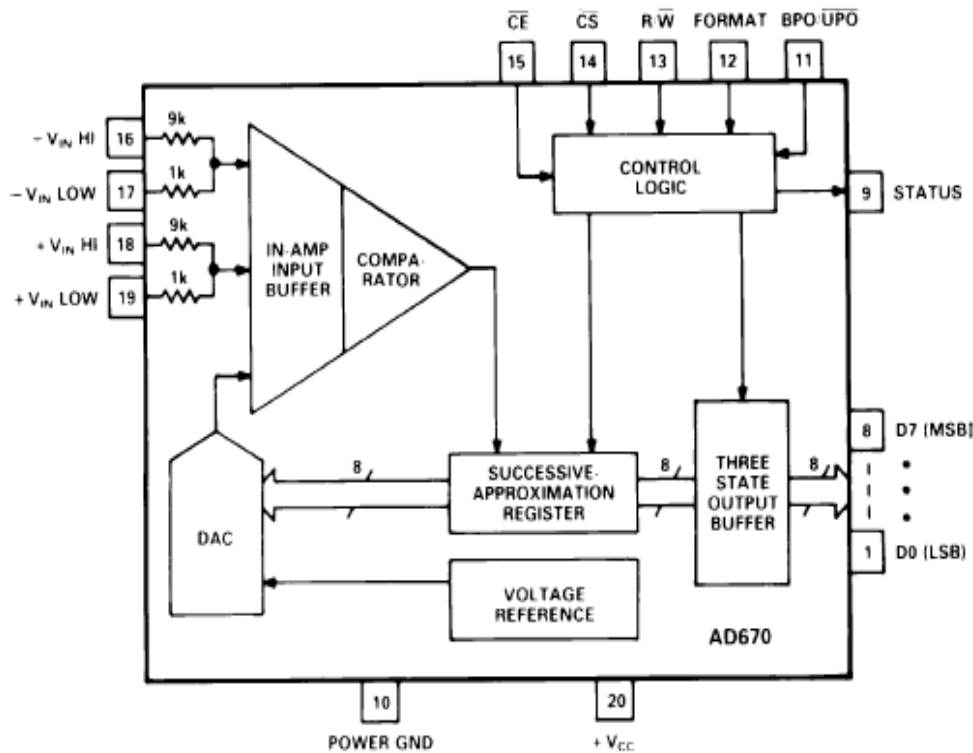 C̅E̅ C̅S̅ R/W̅ FORMAT BPO/U̅P̅O̅
15 14 13 12 11
− V_IN HI 16 9k
− V_IN LOW 17 1k
+ V_IN HI 18 9k
+ V_IN LOW 19 1k
IN-AMP
INPUT
BUFFER
COMPA-
RATOR
CONTROL
LOGIC
9 STATUS
DAC
8
SUCCESSIVE-
APPROXIMATION
REGISTER
8
THREE
STATE
OUTPUT
BUFFER
8
8 D7 (MSB)
1 D0 (LSB)
VOLTAGE
REFERENCE
AD670
10
POWER GND
20
+ V_CC